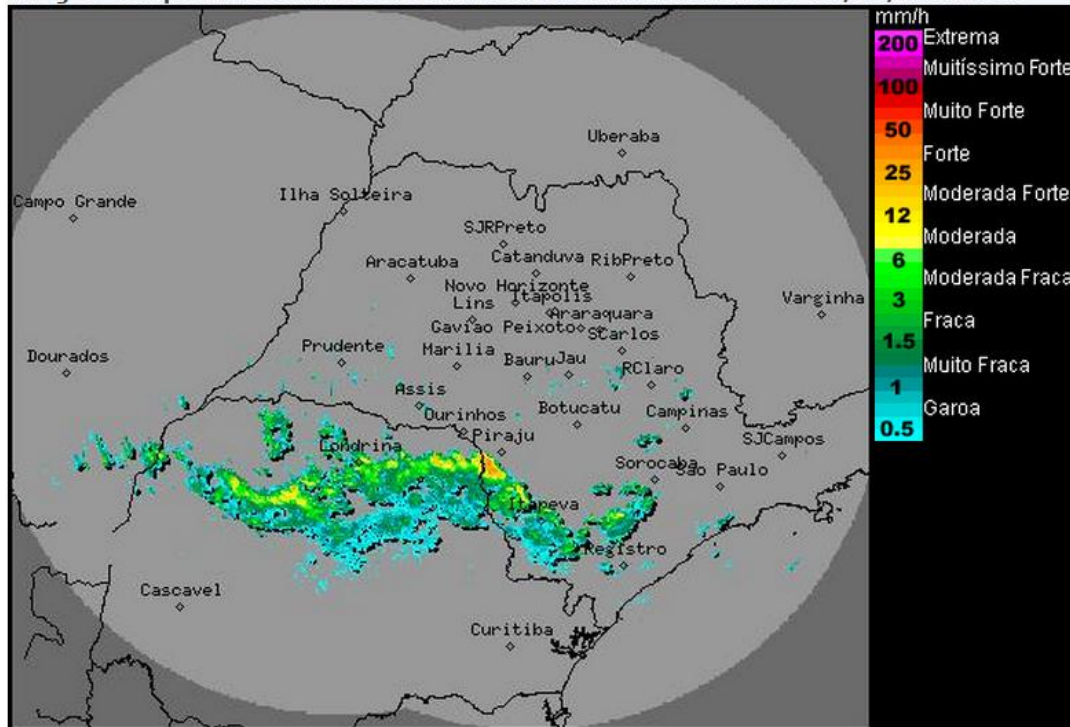 mm/h
200 Extrema
Muitíssimo Forte
100
Muito Forte
50
Forte
25
Moderada Forte
12
Moderada
6
Moderada Fraca
3
Fraca
1.5
Muito Fraca
1
Garoa
0.5
Uberaba
Campo Grande
Ilha Solteira
SJRPreto
Catanduva
Aracatuba
RibPreto
Novo Horizonte
Lins
Itapolis
Araraquara
Gaviao Peixoto
SCarlos
Varginha
Dourados
Prudente
Marilia
Bauru
Jau
RClaro
Assis
Ourinhos
Botucatu
Campinas
Piraju
SJCampos
Londrina
Sorocaba
Sao Paulo
Itapeva
Registro
Cascavel
Curitiba